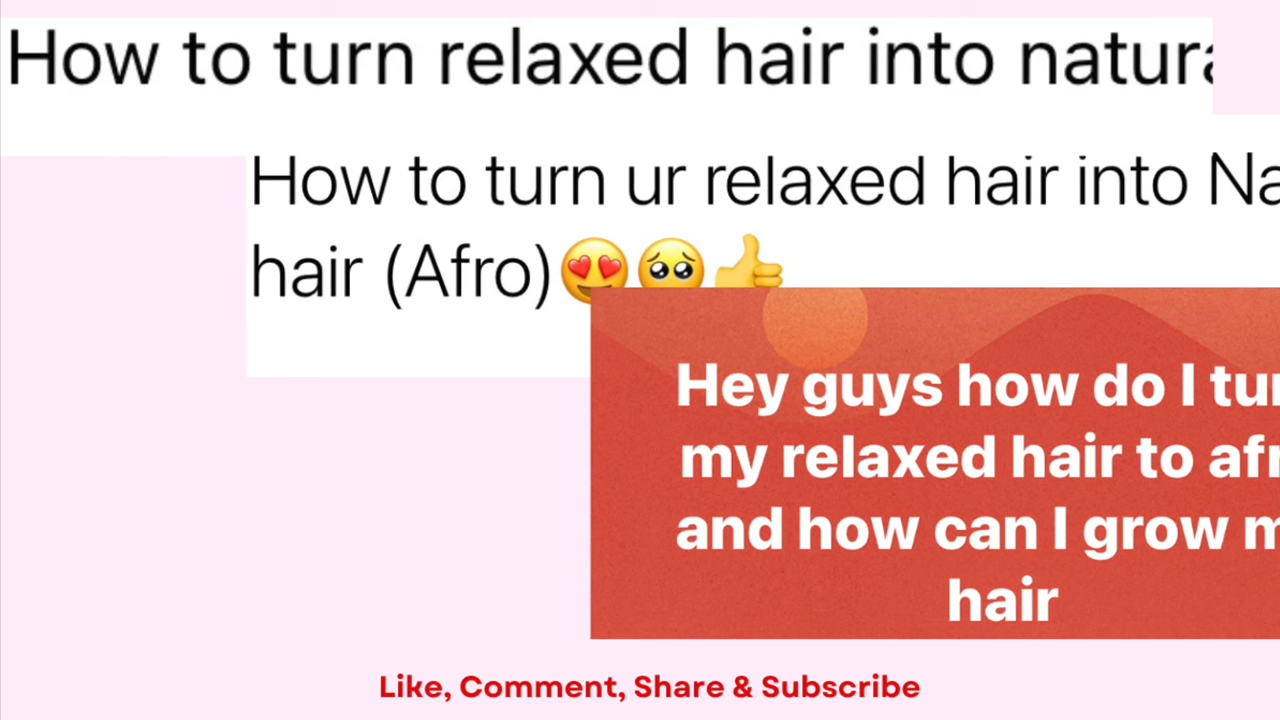 How to turn relaxed hair into natura
How to turn ur relaxed hair into Na
hair (Afro)😍🥺👍
Hey guys how do I tur
my relaxed hair to afr
and how can I grow m
hair
Like, Comment, Share & Subscribe